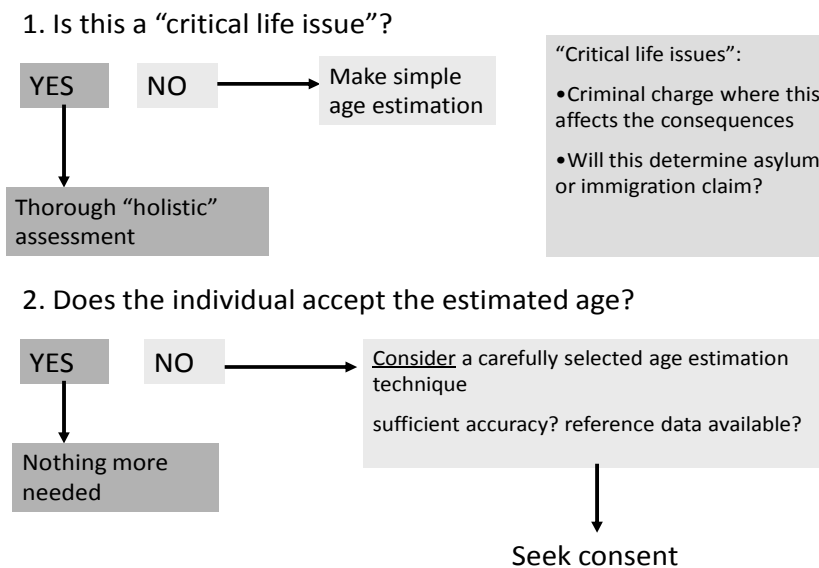 1. Is this a “critical life issue”?
YES
NO
Make simple
age estimation
Thorough “holistic”
assessment
“Critical life issues”:
•Criminal charge where this
affects the consequences
•Will this determine asylum
or immigration claim?
2. Does the individual accept the estimated age?
YES
NO
Consider a carefully selected age estimation
technique
sufficient accuracy? reference data available?
Nothing more
needed
Seek consent